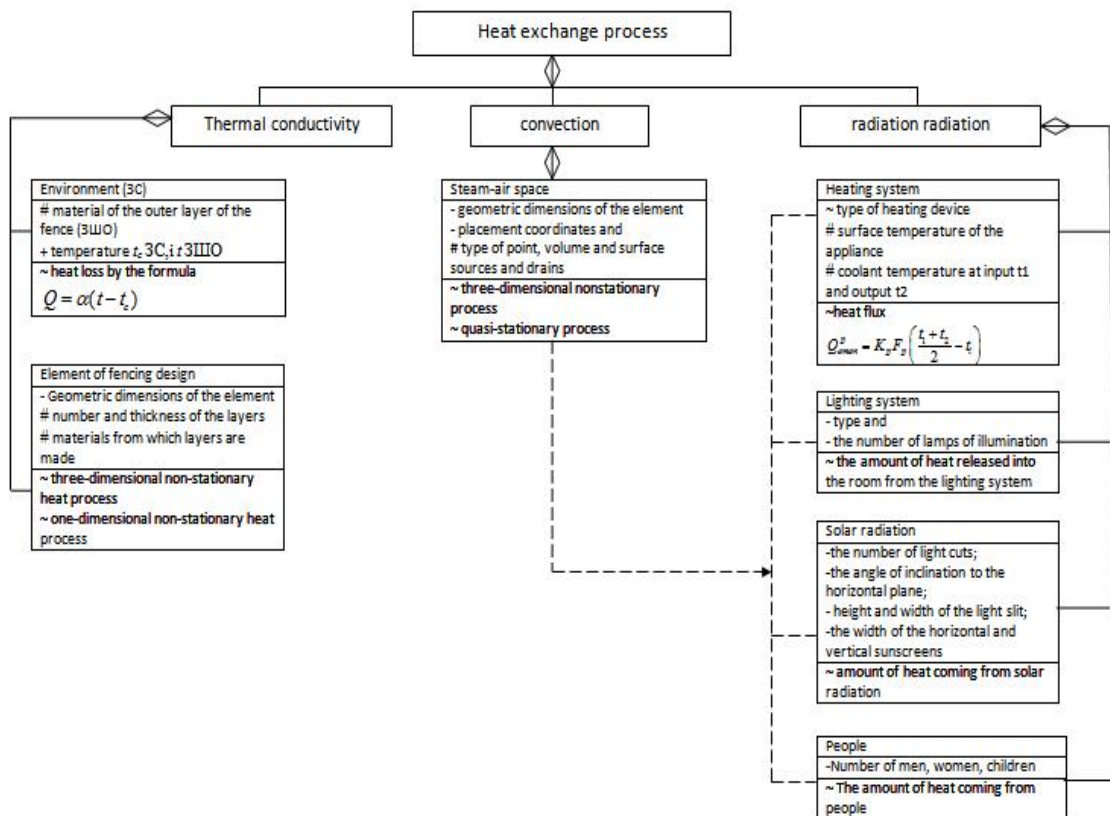 Heat exchange process
Thermal conductivity
convection
radiation radiation
Environment (ЗС)
# material of the outer layer of the
fence (ЗШО)
+ temperature t_c ЗС,i t ЗШО
~ heat loss by the formula
Q = α(t − t_c)
Element of fencing design
- Geometric dimensions of the element
# number and thickness of the layers
# materials from which layers are
made
~ three-dimensional non-stationary
heat process
~ one-dimensional non-stationary heat
process
Steam-air space
- geometric dimensions of the element
- placement coordinates and
# type of point, volume and surface
sources and drains
~ three-dimensional nonstationary
process
~ quasi-stationary process
Heating system
~ type of heating device
# surface temperature of the
appliance
# coolant temperature at input t1
and output t2
~heat flux
Q = K F ( (t₁ + t₂) / 2 − t )
Lighting system
- type and
- the number of lamps of illumination
~ the amount of heat released into
the room from the lighting system
Solar radiation
-the number of light cuts;
-the angle of inclination to the
horizontal plane;
- height and width of the light slit;
-the width of the horizontal and
vertical sunscreens
~ amount of heat coming from solar
radiation
People
-Number of men, women, children
~ The amount of heat coming from
people